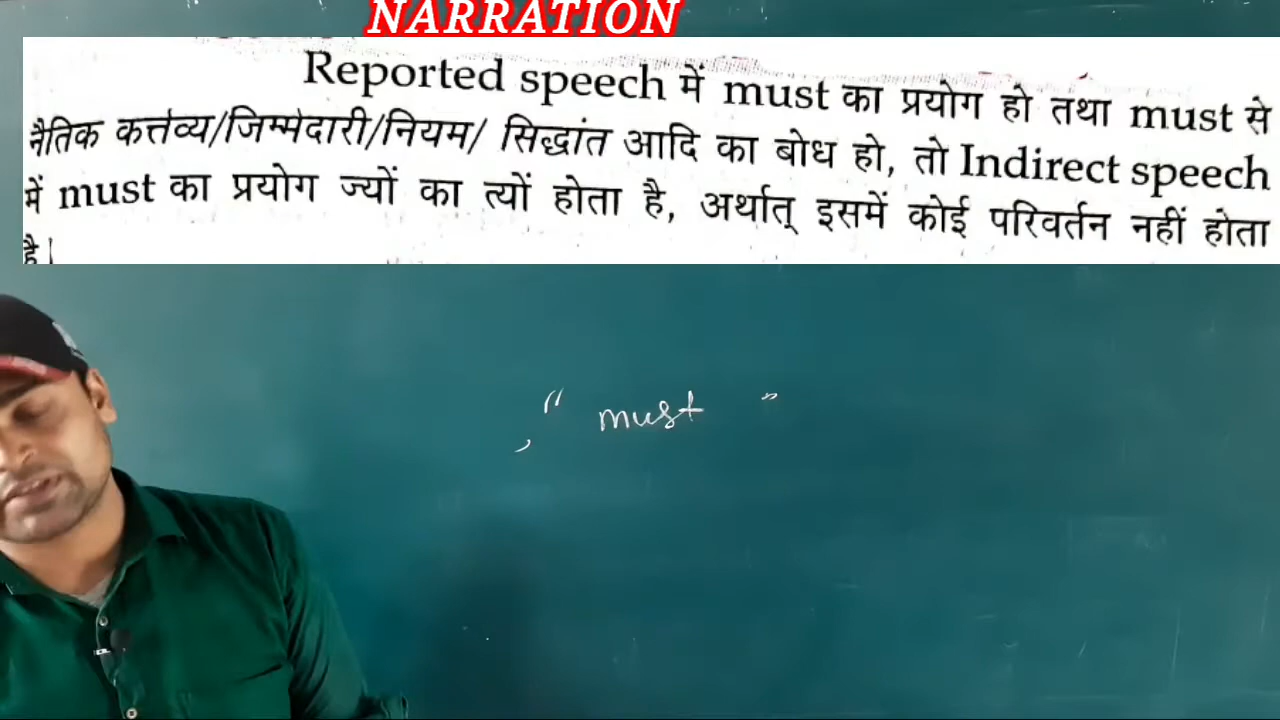 NARRATION
Reported speech में must का प्रयोग हो तथा must से
नैतिक कर्त्तव्य/जिम्मेदारी/नियम/ सिद्धांत आदि का बोध हो, तो Indirect speech
में must का प्रयोग ज्यों का त्यों होता है, अर्थात् इसमें कोई परिवर्तन नहीं होता
है।
," must "